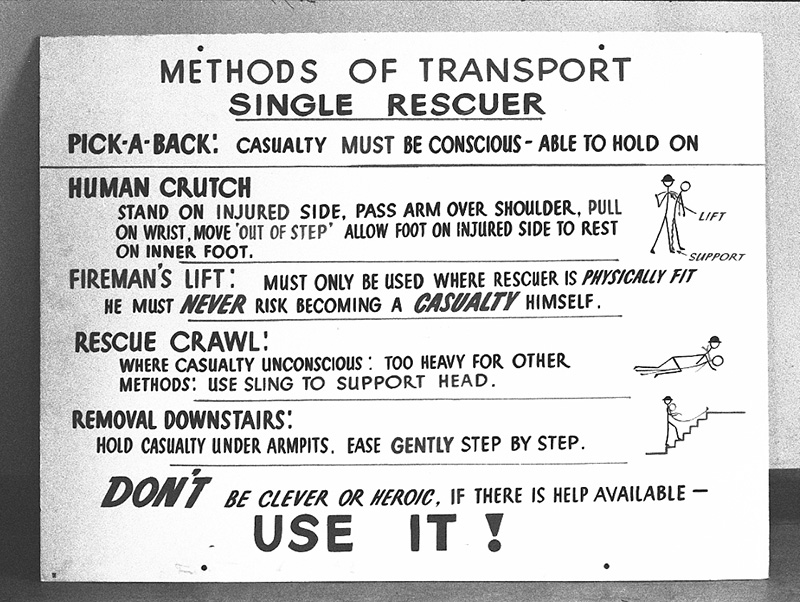 METHODS OF TRANSPORT
SINGLE RESCUER
PICK-A-BACK: CASUALTY MUST BE CONSCIOUS - ABLE TO HOLD ON
HUMAN CRUTCH
STAND ON INJURED SIDE, PASS ARM OVER SHOULDER, PULL
ON WRIST, MOVE 'OUT OF STEP' ALLOW FOOT ON INJURED SIDE TO REST
ON INNER FOOT.
LIFT
SUPPORT
FIREMAN'S LIFT: MUST ONLY BE USED WHERE RESCUER IS PHYSICALLY FIT
HE MUST NEVER RISK BECOMING A CASUALTY HIMSELF.
RESCUE CRAWL:
WHERE CASUALTY UNCONSCIOUS: TOO HEAVY FOR OTHER
METHODS: USE SLING TO SUPPORT HEAD.
REMOVAL DOWNSTAIRS:
HOLD CASUALTY UNDER ARMPITS. EASE GENTLY STEP BY STEP.
DON'T BE CLEVER OR HEROIC, IF THERE IS HELP AVAILABLE -
USE IT!